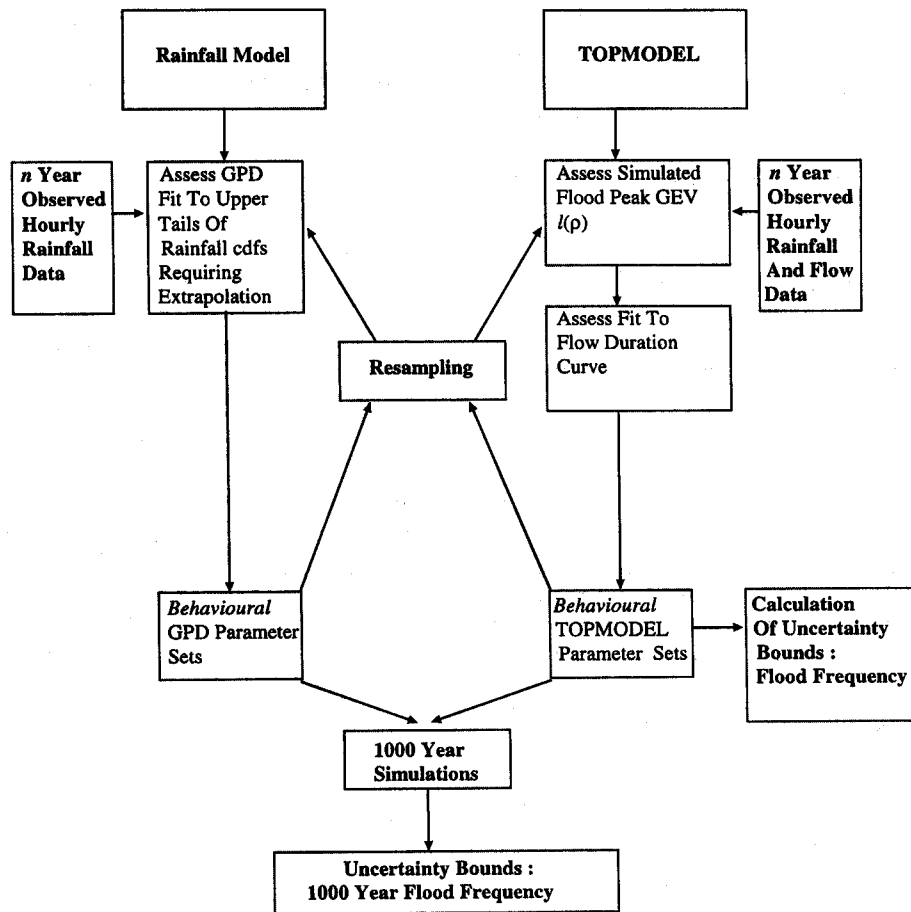 Rainfall Model
TOPMODEL
n Year
Observed
Hourly
Rainfall
Data
Assess GPD
Fit To Upper
Tails Of
Rainfall cdfs
Requiring
Extrapolation
Assess Simulated
Flood Peak GEV
l(ρ)
n Year
Observed
Hourly
Rainfall
And Flow
Data
Assess Fit To
Flow Duration
Curve
Resampling
Behavioural
GPD Parameter
Sets
Behavioural
TOPMODEL
Parameter Sets
Calculation
Of Uncertainty
Bounds :
Flood Frequency
1000 Year
Simulations
Uncertainty Bounds :
1000 Year Flood Frequency